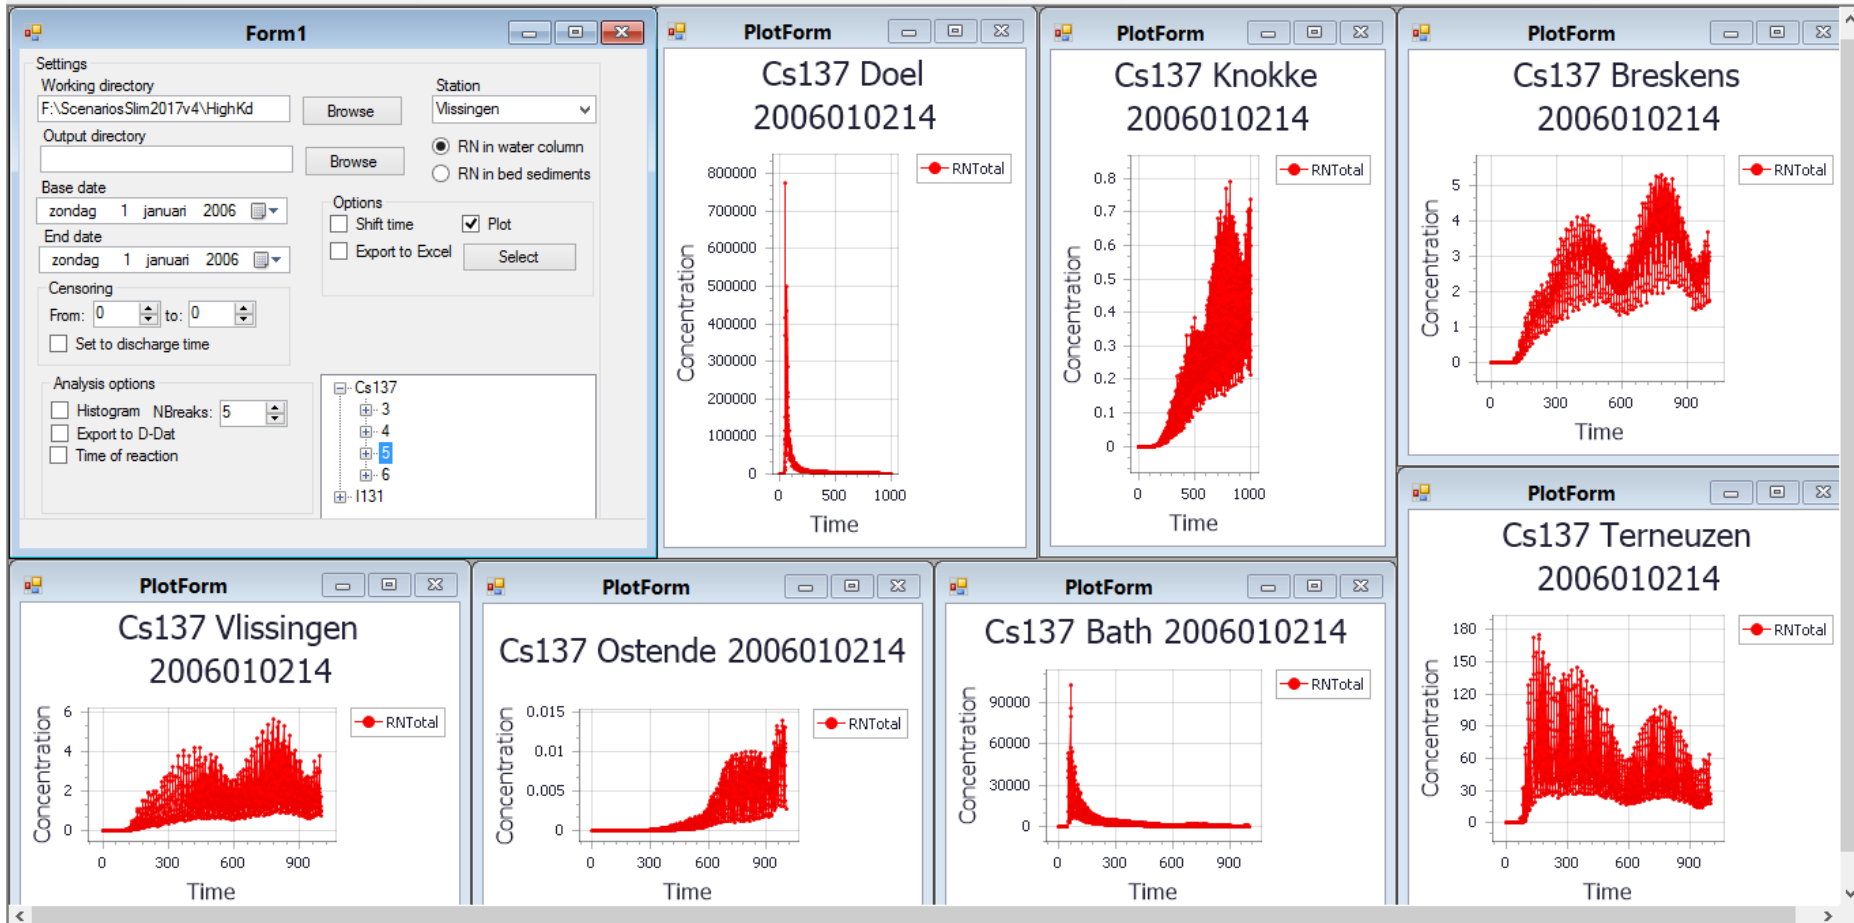 Form1
Settings
Working directory
F:\ScenariosSlim2017v4\HighKd
Browse
Station
Vlissingen
Output directory
Browse
RN in water column
RN in bed sediments
Base date
zondag 1 januari 2006
End date
zondag 1 januari 2006
Options
Shift time
Plot
Export to Excel
Select
Censoring
From: 0 to: 0
Set to discharge time
Analysis options
Histogram NBreaks: 5
Export to D-Dat
Time of reaction
Cs137
3
4
5
6
I131
PlotForm
Cs137 Doel
2006010214
RNTotal
Concentration
800000
700000
600000
500000
400000
300000
200000
100000
0
0 500 1000
Time
PlotForm
Cs137 Knokke
2006010214
RNTotal
Concentration
0.8
0.7
0.6
0.5
0.4
0.3
0.2
0.1
0
0 500 1000
Time
PlotForm
Cs137 Breskens
2006010214
RNTotal
Concentration
5
4
3
2
1
0
0 300 600 900
Time
PlotForm
Cs137 Vlissingen
2006010214
RNTotal
Concentration
6
4
2
0
0 300 600 900
Time
PlotForm
Cs137 Ostende 2006010214
RNTotal
Concentration
0.015
0.01
0.005
0
0 300 600 900
Time
PlotForm
Cs137 Bath 2006010214
RNTotal
Concentration
90000
60000
30000
0
0 300 600 900
Time
PlotForm
Cs137 Terneuzen
2006010214
RNTotal
Concentration
180
150
120
90
60
30
0
0 300 600 900
Time